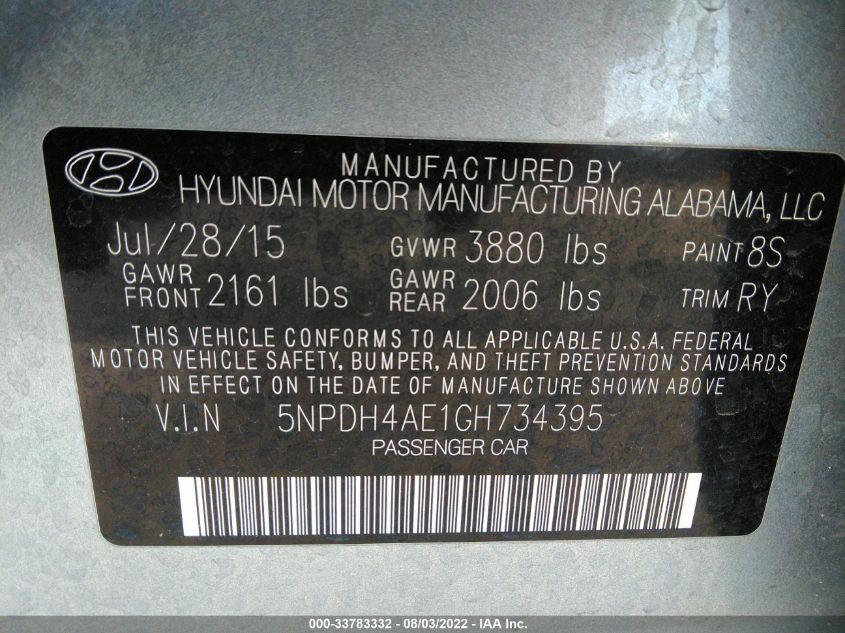 MANUFACTURED BY
HYUNDAI MOTOR MANUFACTURING ALABAMA, LLC
Jul/28/15 GVWR 3880 lbs PAINT 8S
GAWR FRONT 2161 lbs GAWR REAR 2006 lbs TRIM RY
THIS VEHICLE CONFORMS TO ALL APPLICABLE U.S.A. FEDERAL
MOTOR VEHICLE SAFETY, BUMPER, AND THEFT PREVENTION STANDARDS
IN EFFECT ON THE DATE OF MANUFACTURE SHOWN ABOVE.
V.I.N 5NPDH4AE1GH734395
PASSENGER CAR
000-33783332 - 08/03/2022 - IAA Inc.